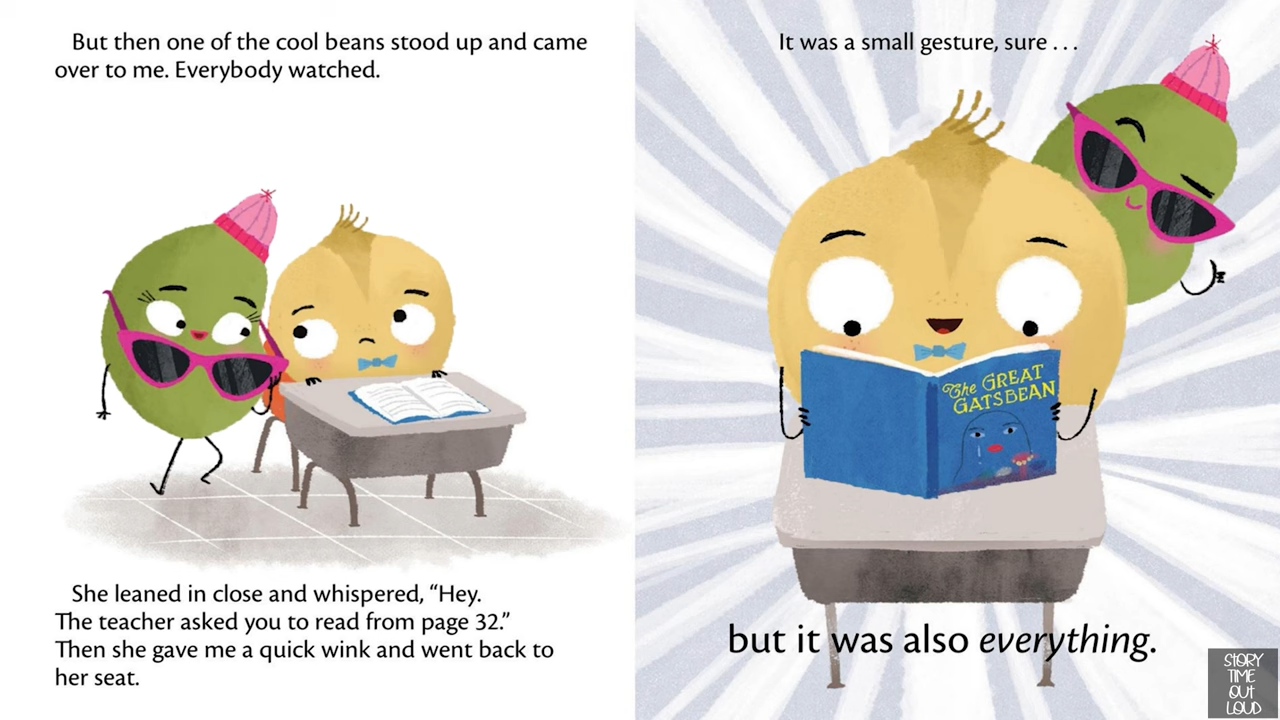 But then one of the cool beans stood up and came
over to me. Everybody watched.
She leaned in close and whispered, “Hey.
The teacher asked you to read from page 32.”
Then she gave me a quick wink and went back to
her seat.
It was a small gesture, sure . . .
The GREAT
GATSBEAN
but it was also everything.
STORY
TIME
OUT
LOUD